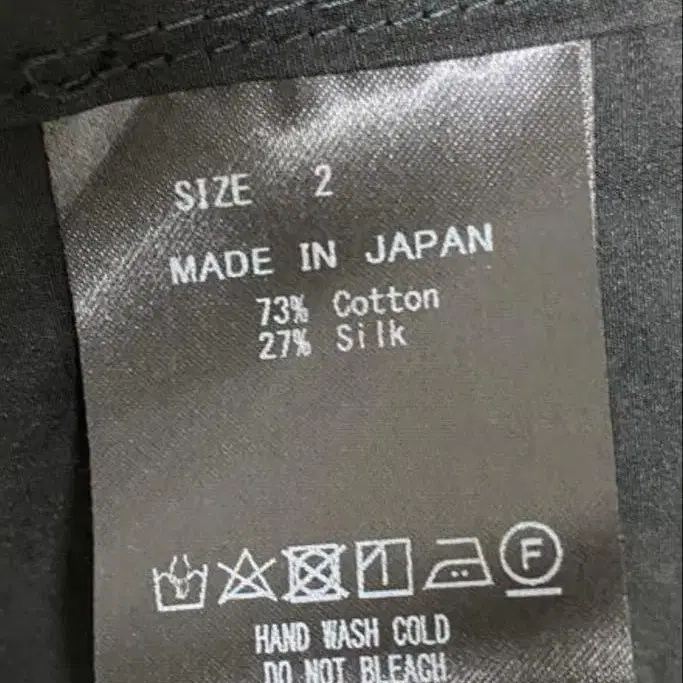 SIZE 2
MADE IN JAPAN
73% Cotton
27% Silk
F
HAND WASH COLD
DO NOT BLEACH